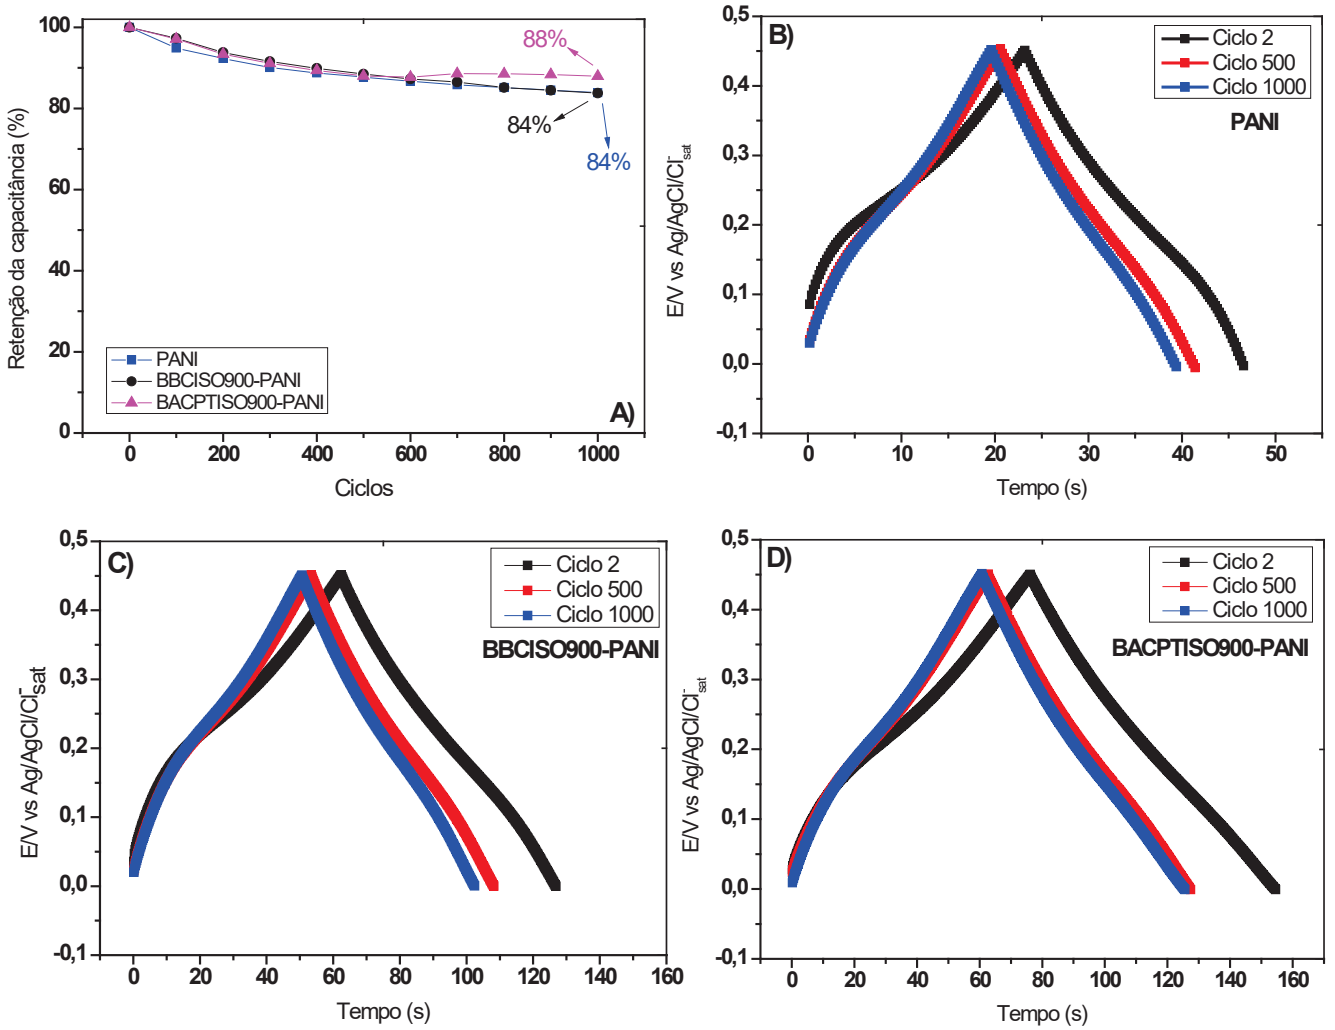 Retenção da capacitância (%)
100
80
60
40
20
0
0 200 400 600 800 1000
Ciclos
88%
84%
84%
PANI
BBCISO900-PANI
BACPTISO900-PANI
A)
B)
E/V vs Ag/AgCl/Cl⁻sat
0,5
0,4
0,3
0,2
0,1
0,0
-0,1
0 10 20 30 40 50
Tempo (s)
Ciclo 2
Ciclo 500
Ciclo 1000
PANI
C)
E/V vs Ag/AgCl/Cl⁻sat
0,5
0,4
0,3
0,2
0,1
0,0
-0,1
0 20 40 60 80 100 120 140 160
Tempo (s)
Ciclo 2
Ciclo 500
Ciclo 1000
BBCISO900-PANI
D)
E/V vs Ag/AgCl/Cl⁻sat
0,5
0,4
0,3
0,2
0,1
0,0
-0,1
0 20 40 60 80 100 120 140 160
Tempo (s)
Ciclo 2
Ciclo 500
Ciclo 1000
BACPTISO900-PANI